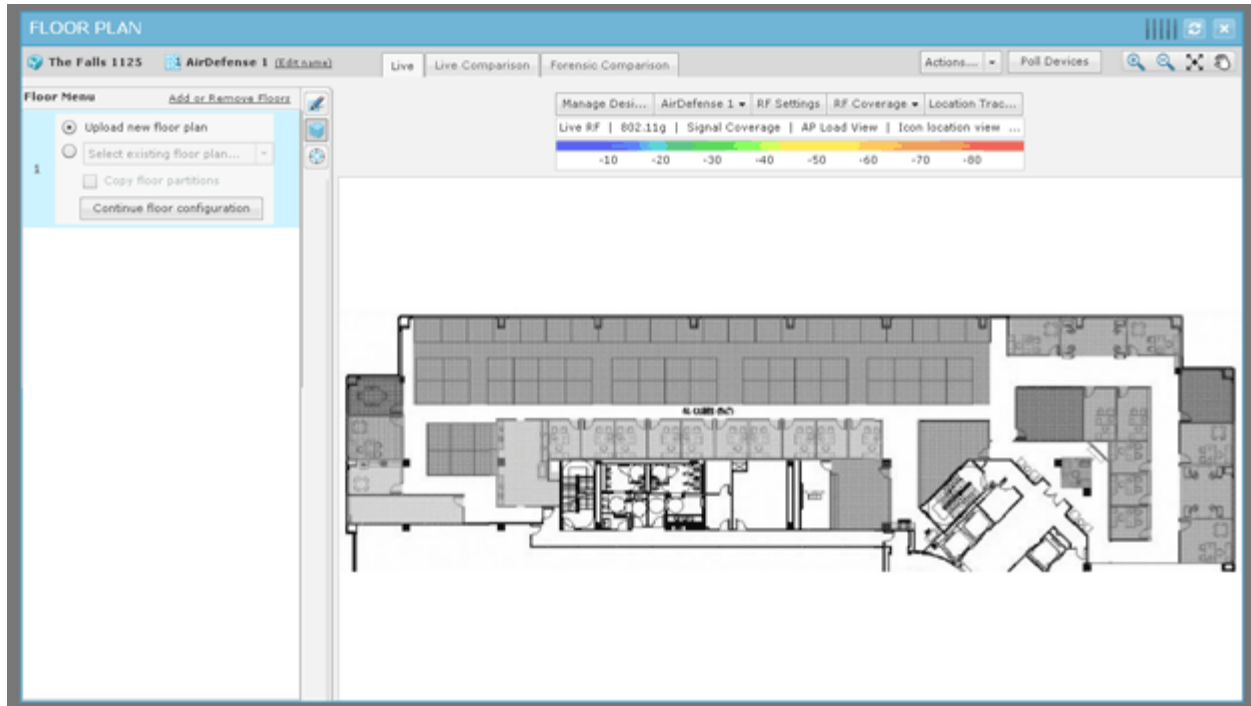 FLOOR PLAN
The Falls 1125 AirDefense 1 (Edit name) Live Live Comparison Forensic Comparison Actions... Poll Devices
Floor Menu Add or Remove Floors
Manage Desi... AirDefense 1 RF Settings RF Coverage Location Trac...
Upload new floor plan
Live RF | 802.11g | Signal Coverage | AP Load View | Icon location view ...
Select existing floor plan...
-10 -20 -30 -40 -50 -60 -70 -80
1
Copy floor partitions
Continue floor configuration